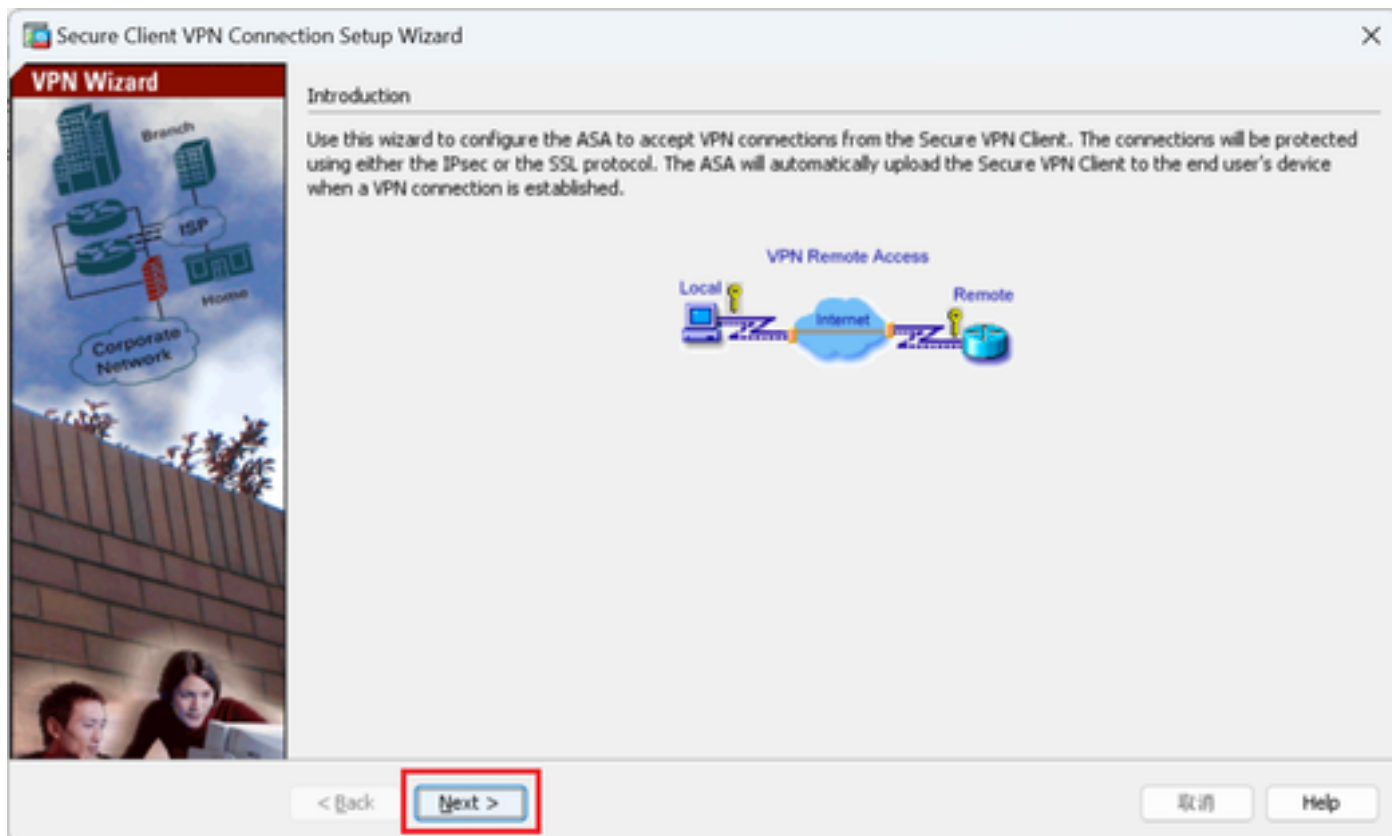 Secure Client VPN Connection Setup Wizard
VPN Wizard
Branch
ISP
Home
Corporate
Network
Introduction
Use this wizard to configure the ASA to accept VPN connections from the Secure VPN Client. The connections will be protected
using either the IPsec or the SSL protocol. The ASA will automatically upload the Secure VPN Client to the end user's device
when a VPN connection is established.
VPN Remote Access
Local
Internet
Remote
< Back
Next >
取消
Help